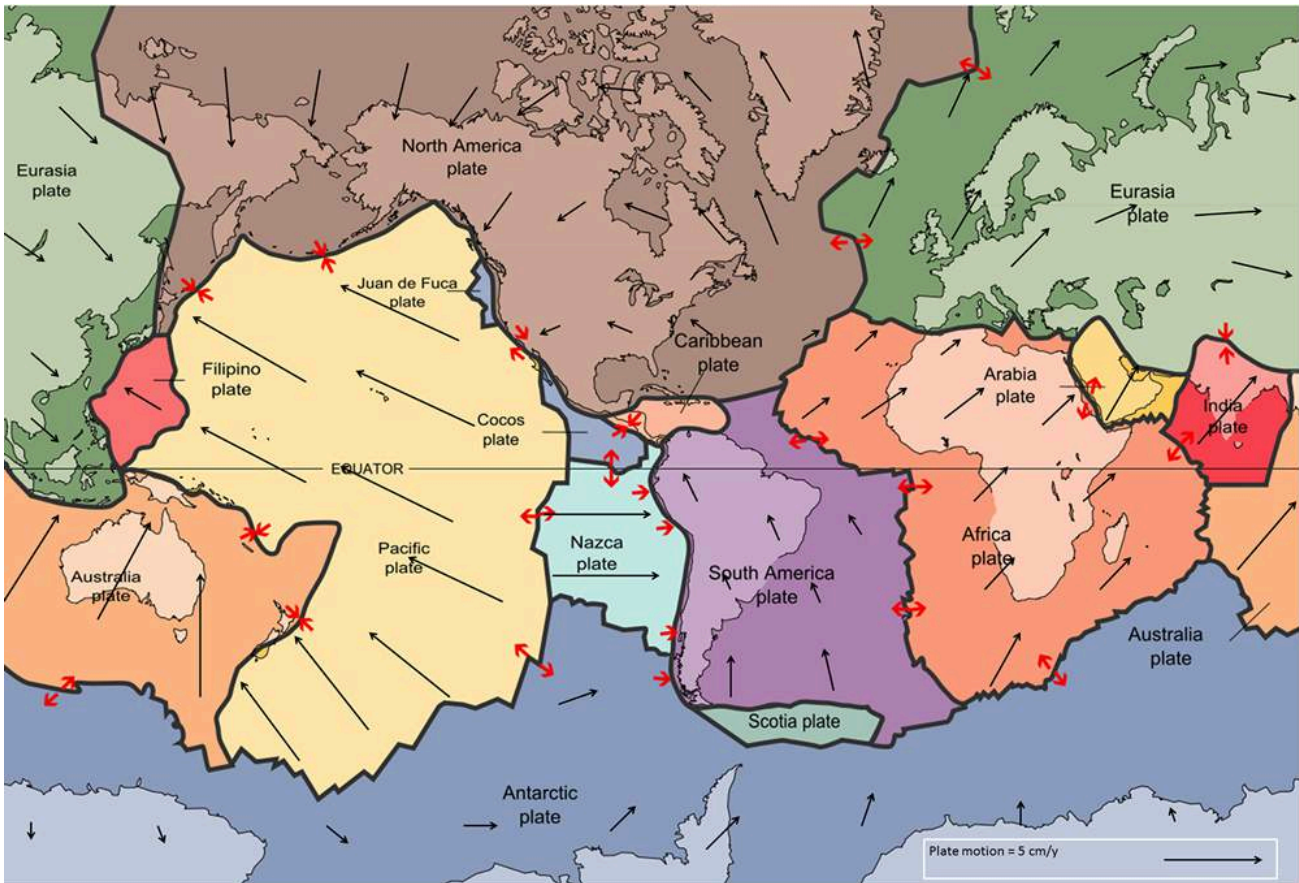 North America
plate
Eurasia
plate
Eurasia
plate
Juan de Fuca
plate
Caribbean
plate
Filipino
plate
Arabia
plate
Cocos
plate
India
plate
EQUATOR
Nazca
plate
Pacific
plate
Africa
plate
Australia
plate
South America
plate
Australia
plate
Scotia plate
Antarctic
plate
Plate motion = 5 cm/y